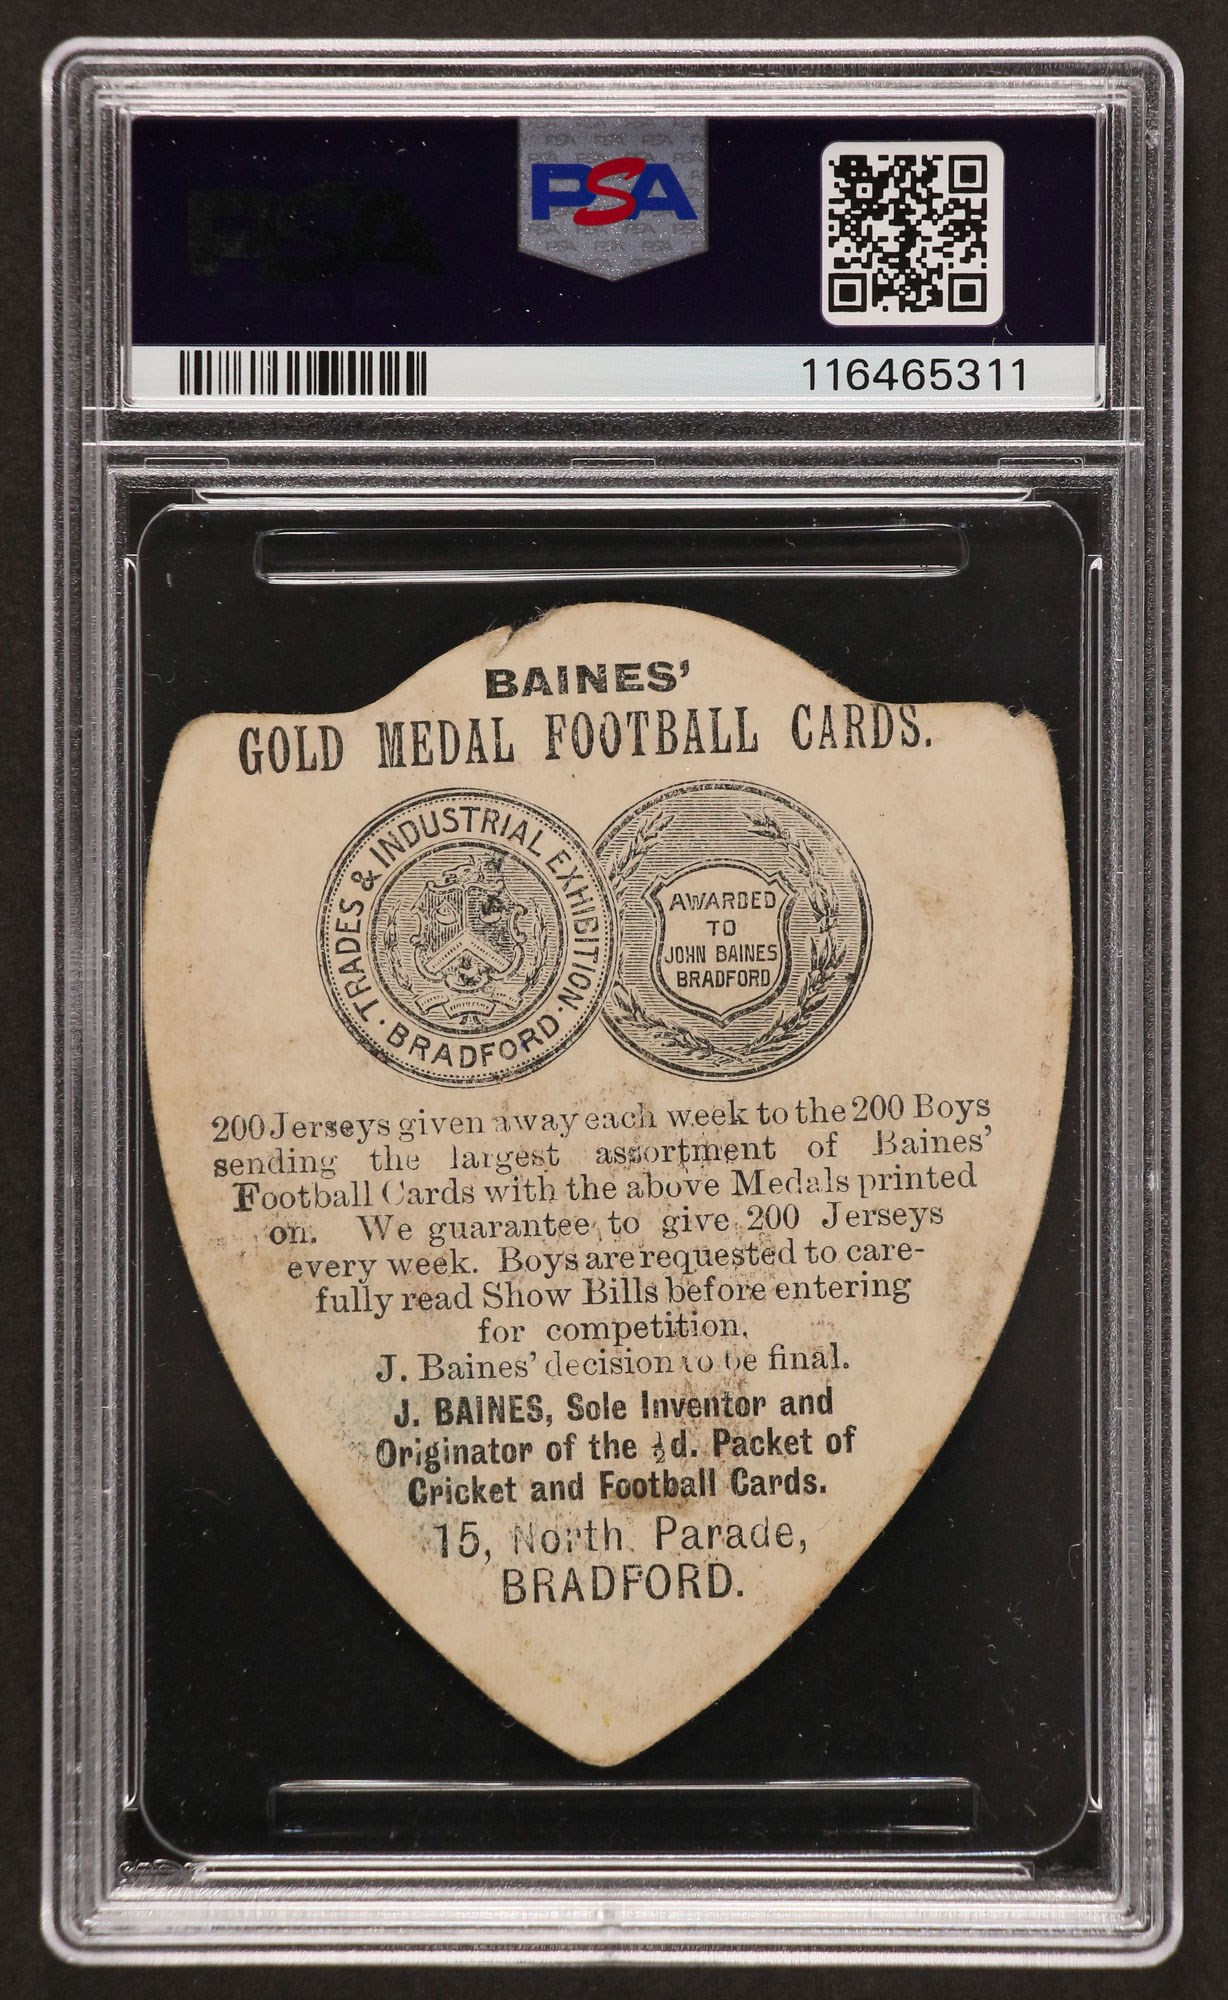 PSA
116465311
BAINES'
GOLD MEDAL FOOTBALL CARDS.
TRADES & INDUSTRIAL EXHIBITION · BRADFORD ·
AWARDED
TO
JOHN BAINES
BRADFORD
200 Jerseys given away each week to the 200 Boys
sending the largest assortment of Baines'
Football Cards with the above Medals printed
on. We guarantee to give 200 Jerseys
every week. Boys are requested to care-
fully read Show Bills before entering
for competition.
J. Baines' decision to be final.
J. BAINES, Sole Inventor and
Originator of the ½d. Packet of
Cricket and Football Cards.
15, North Parade,
BRADFORD.